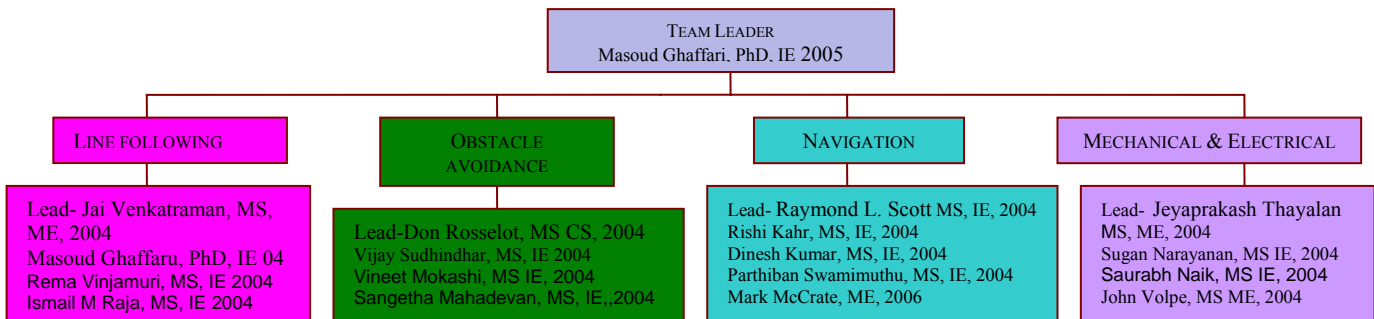 TEAM LEADER
Masoud Ghaffari, PhD, IE 2005
LINE FOLLOWING
Lead- Jai Venkatraman, MS,
ME, 2004
Masoud Ghaffaru, PhD, IE 04
Rema Vinjamuri, MS, IE 2004
Ismail M Raja, MS, IE 2004
OBSTACLE
AVOIDANCE
Lead-Don Rosselot, MS CS, 2004
Vijay Sudhindhar, MS, IE 2004
Vineet Mokashi, MS IE, 2004
Sangetha Mahadevan, MS, IE,,2004
NAVIGATION
Lead- Raymond L. Scott MS, IE, 2004
Rishi Kahr, MS, IE, 2004
Dinesh Kumar, MS, IE, 2004
Parthiban Swamimuthu, MS, IE, 2004
Mark McCrate, ME, 2006
MECHANICAL & ELECTRICAL
Lead- Jeyaprakash Thayalan
MS, ME, 2004
Sugan Narayanan, MS IE, 2004
Saurabh Naik, MS IE, 2004
John Volpe, MS ME, 2004